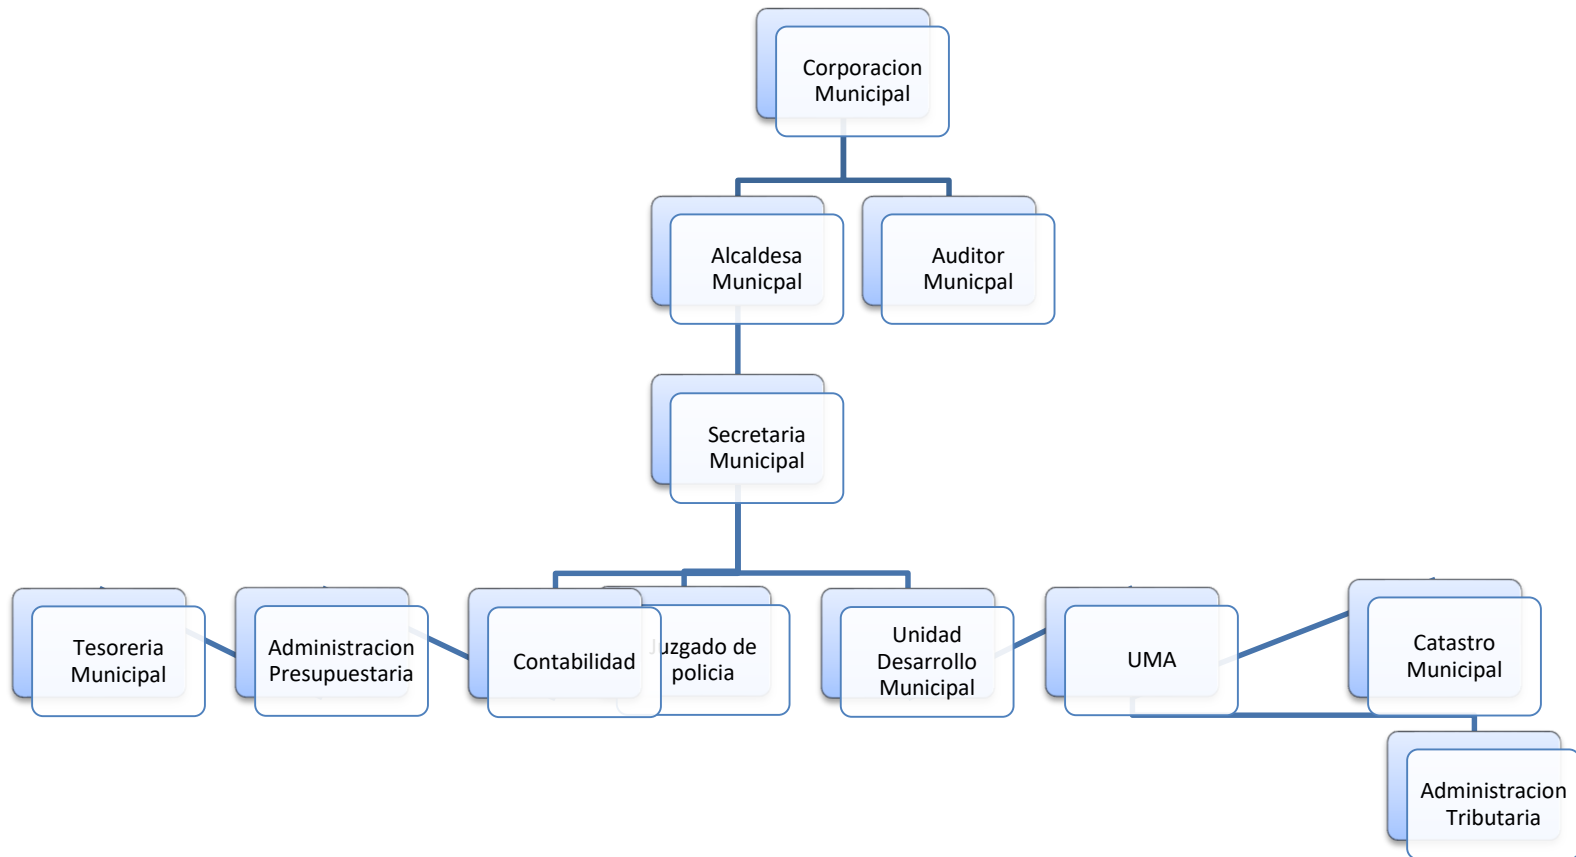 Corporacion
Municipal
Alcaldesa
Municpal
Auditor
Municpal
Secretaria
Municipal
Tesoreria
Municipal
Administracion
Presupuestaria
Contabilidad
Juzgado de
policia
Unidad
Desarrollo
Municipal
UMA
Catastro
Municipal
Administracion
Tributaria